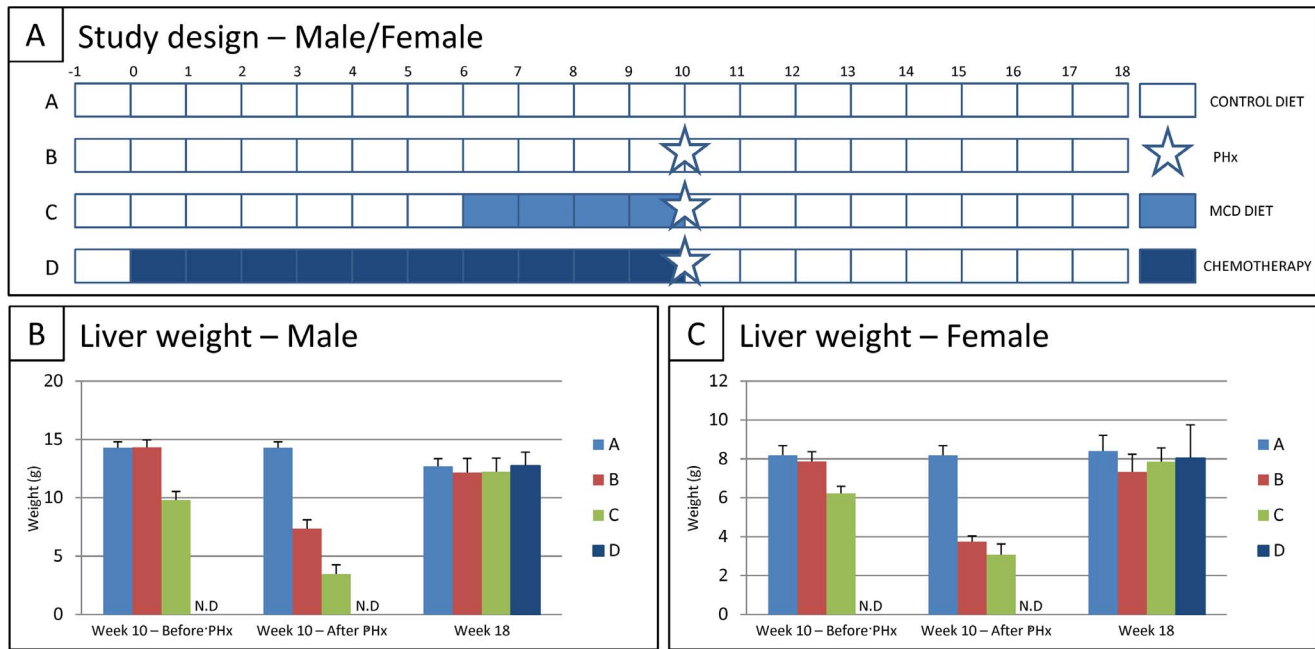 A Study design – Male/Female
-1 0 1 2 3 4 5 6 7 8 9 10 11 12 13 14 15 16 17 18
A CONTROL DIET
B PHx
C MCD DIET
D CHEMOTHERAPY
B Liver weight – Male
20
15
10
5
0
Weight (g)
N.D
N.D
Week 10 – Before PHx
Week 10 – After PHx
Week 18
A
B
C
D
C Liver weight – Female
12
10
8
6
4
2
0
Weight (g)
N.D
N.D
Week 10 – Before PHx
Week 10 – After PHx
Week 18
A
B
C
D